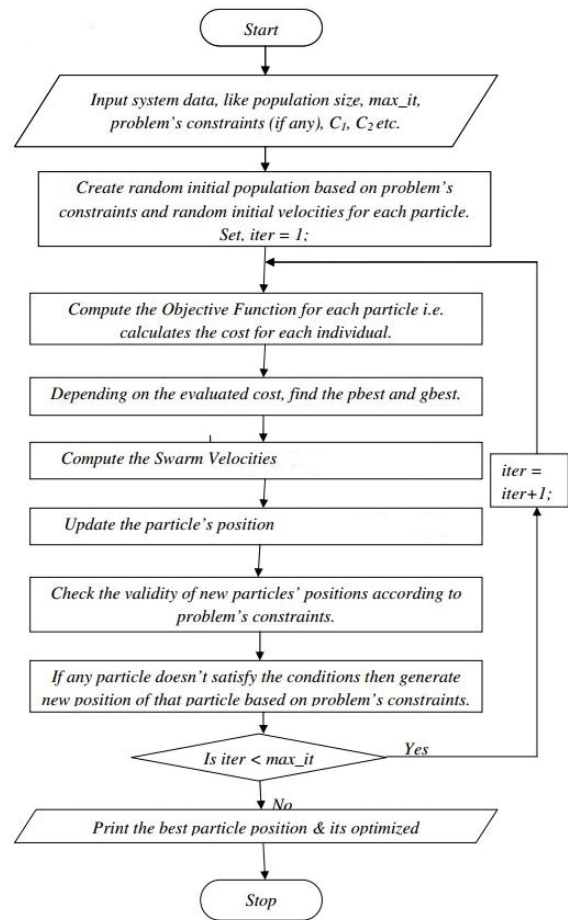 Start
Input system data, like population size, max_it,
problem's constraints (if any), C1, C2 etc.
Create random initial population based on problem's
constraints and random initial velocities for each particle.
Set, iter = 1;
Compute the Objective Function for each particle i.e.
calculates the cost for each individual.
Depending on the evaluated cost, find the pbest and gbest.
Compute the Swarm Velocities
Update the particle's position
Check the validity of new particles' positions according to
problem's constraints.
If any particle doesn't satisfy the conditions then generate
new position of that particle based on problem's constraints.
Is iter < max_it
Yes
iter =
iter+1;
No
Print the best particle position & its optimized
Stop